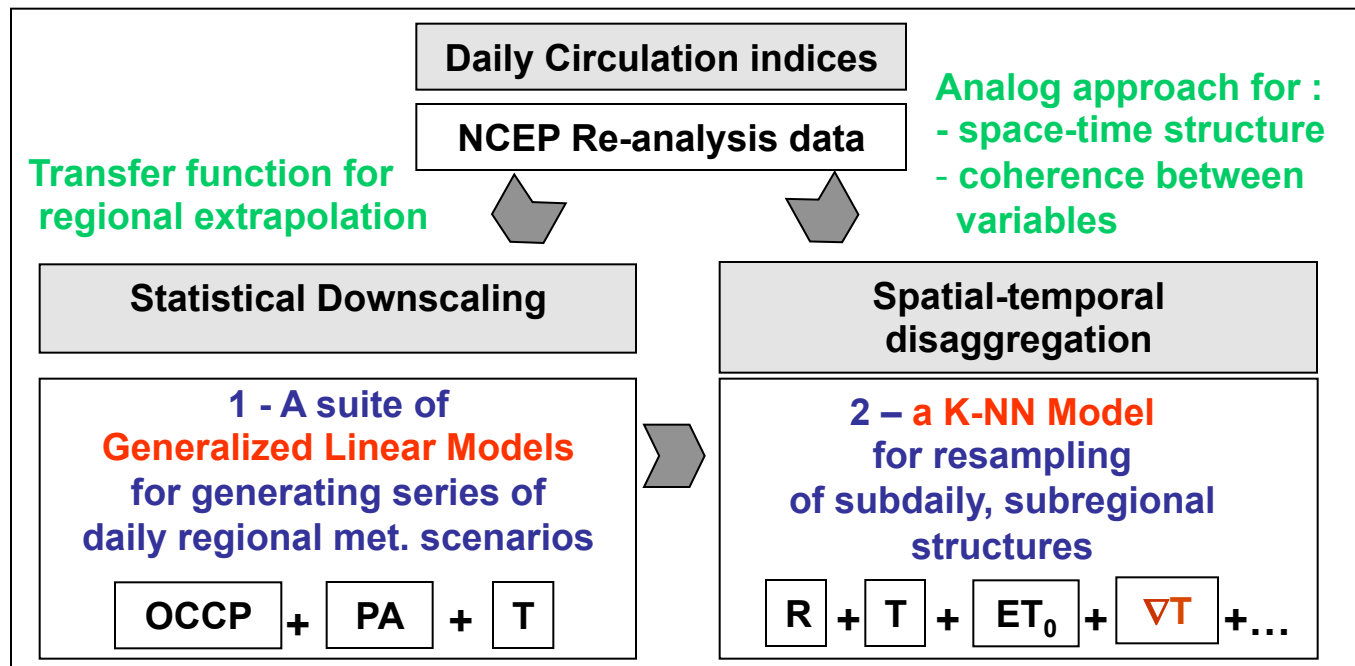 Daily Circulation indices
NCEP Re-analysis data
Transfer function for
regional extrapolation
Analog approach for :
- space-time structure
- coherence between
variables
Statistical Downscaling
1 - A suite of
Generalized Linear Models
for generating series of
daily regional met. scenarios
OCCP + PA + T
Spatial-temporal
disaggregation
2 – a K-NN Model
for resampling
of subdaily, subregional
structures
R + T + ET₀ + ∇T +...